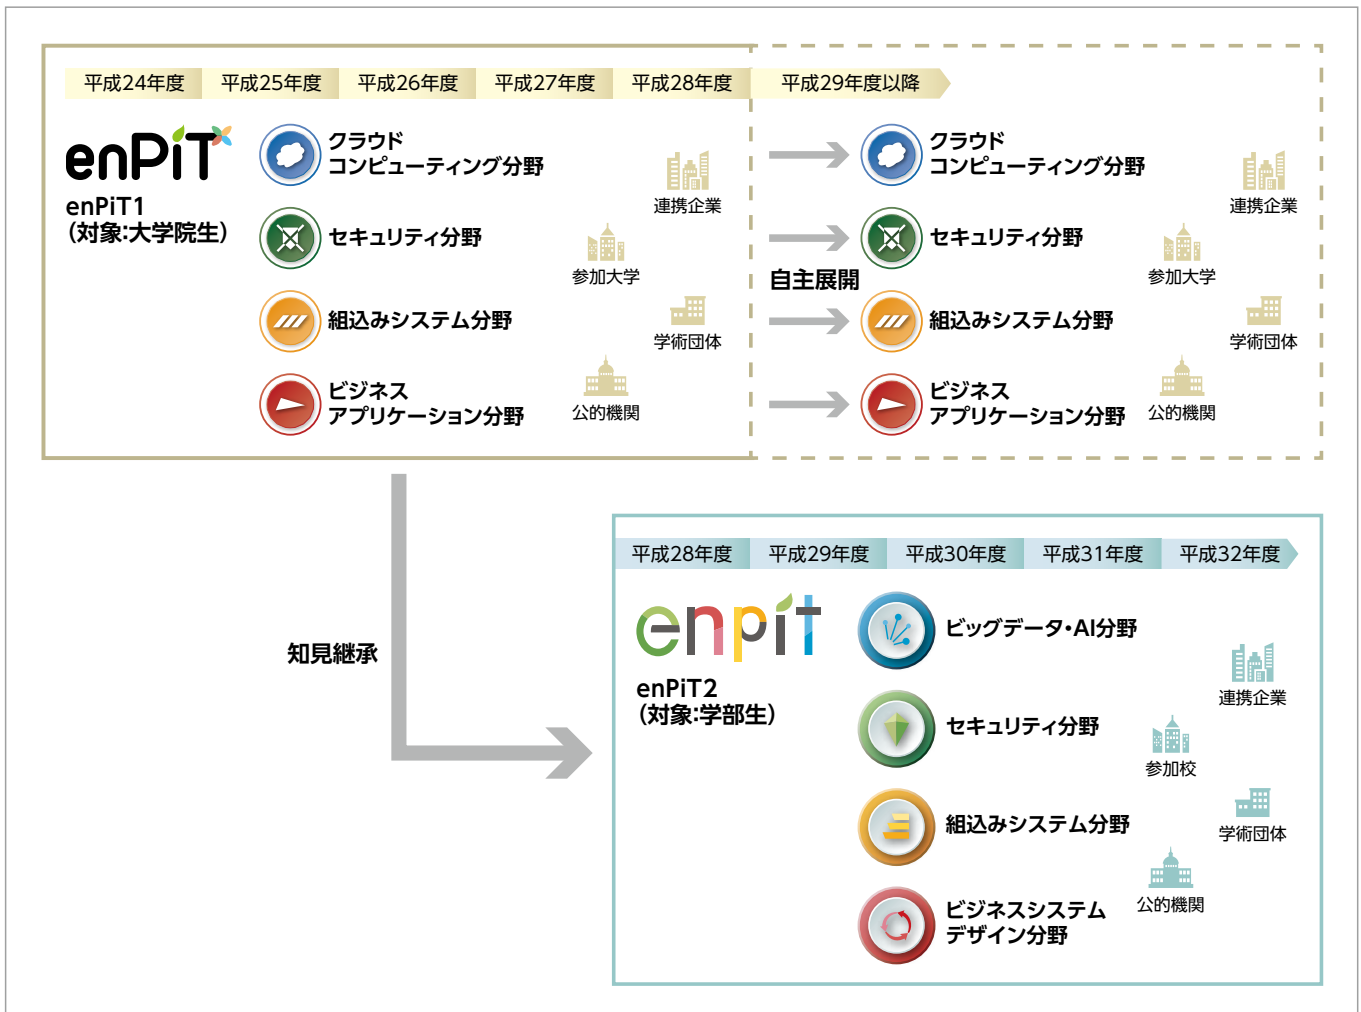 平成24年度 平成25年度 平成26年度 平成27年度 平成28年度 平成29年度以降
enPiT
enPiT1
（対象:大学院生）
クラウド
コンピューティング分野
セキュリティ分野
組込みシステム分野
ビジネス
アプリケーション分野
連携企業
参加大学
学術団体
公的機関
自主展開
クラウド
コンピューティング分野
セキュリティ分野
組込みシステム分野
ビジネス
アプリケーション分野
連携企業
参加大学
学術団体
公的機関
知見継承
平成28年度 平成29年度 平成30年度 平成31年度 平成32年度
enpit
enPiT2
（対象:学部生）
ビッグデータ・AI分野
セキュリティ分野
組込みシステム分野
ビジネスシステム
デザイン分野
連携企業
参加校
学術団体
公的機関